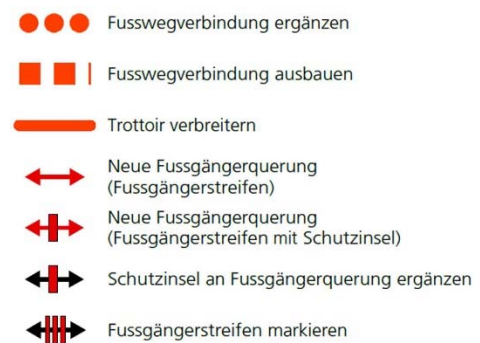 Fusswegverbindung ergänzen
Fusswegverbindung ausbauen
Trottoir verbreitern
Neue Fussgängerquerung
(Fussgängerstreifen)
Neue Fussgängerquerung
(Fussgängerstreifen mit Schutzinsel)
Schutzinsel an Fussgängerquerung ergänzen
Fussgängerstreifen markieren